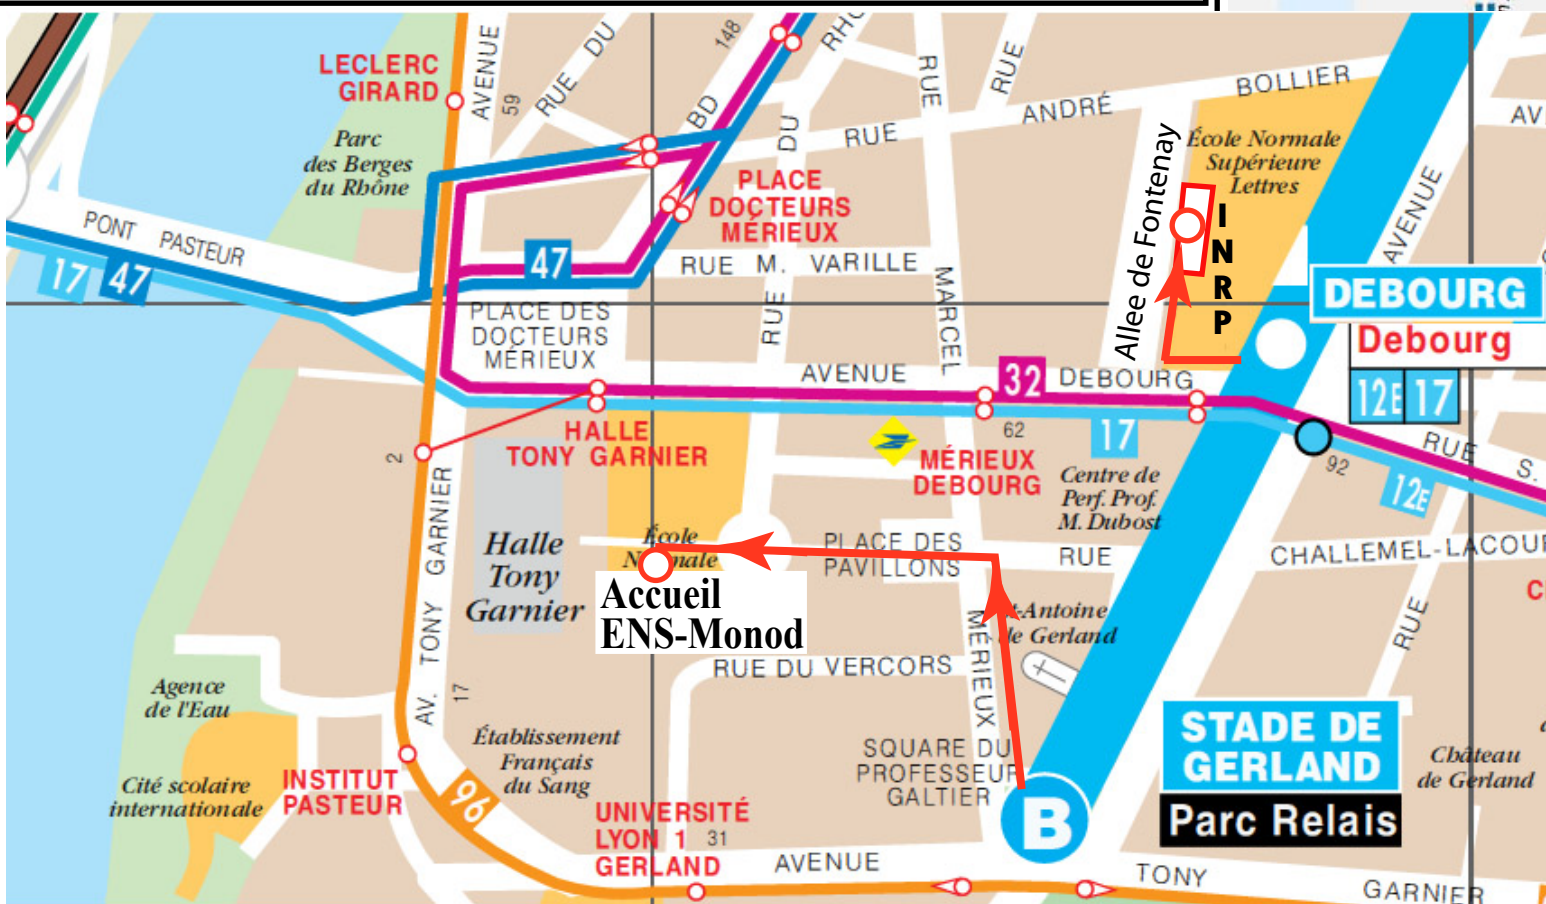 LECLERC
GIRARD
AVENUE
59
RUE DU
148
BD
RUE
RUE
ANDRÉ
BOLLIER
RUE
Parc
des Berges
du Rhône
DU
RUE
PLACE
DOCTEURS
MÉRIEUX
École Normale
Supérieure
Lettres
Allee de Fontenay
I
N
R
P
AVENUE
PONT PASTEUR
17
47
47
RUE M. VARILLE
MARCEL
PLACE DES
DOCTEURS
MÉRIEUX
DEBOURG
Debourg
12E
17
AVENUE
32
DEBOURG
HALLE
TONY GARNIER
2
62
17
MÉRIEUX
DEBOURG
92
RUE S.
12E
Centre de
Perf. Prof.
M. Dubost
Halle
Tony
Garnier
École
Accueil
ENS-Monod
PLACE DES
PAVILLONS
RUE
AV. TONY GARNIER
17
MÉRIEUX
de Gerland
RUE
RUE DU VERCORS
Agence
de l'Eau
Cité scolaire
internationale
INSTITUT
PASTEUR
96
Établissement
Français
du Sang
UNIVERSITÉ
LYON 1
GERLAND
31
SQUARE DU
PROFESSEUR
GALTIER
B
STADE DE
GERLAND
Parc Relais
Château
de Gerland
AVENUE
TONY
GARNIER